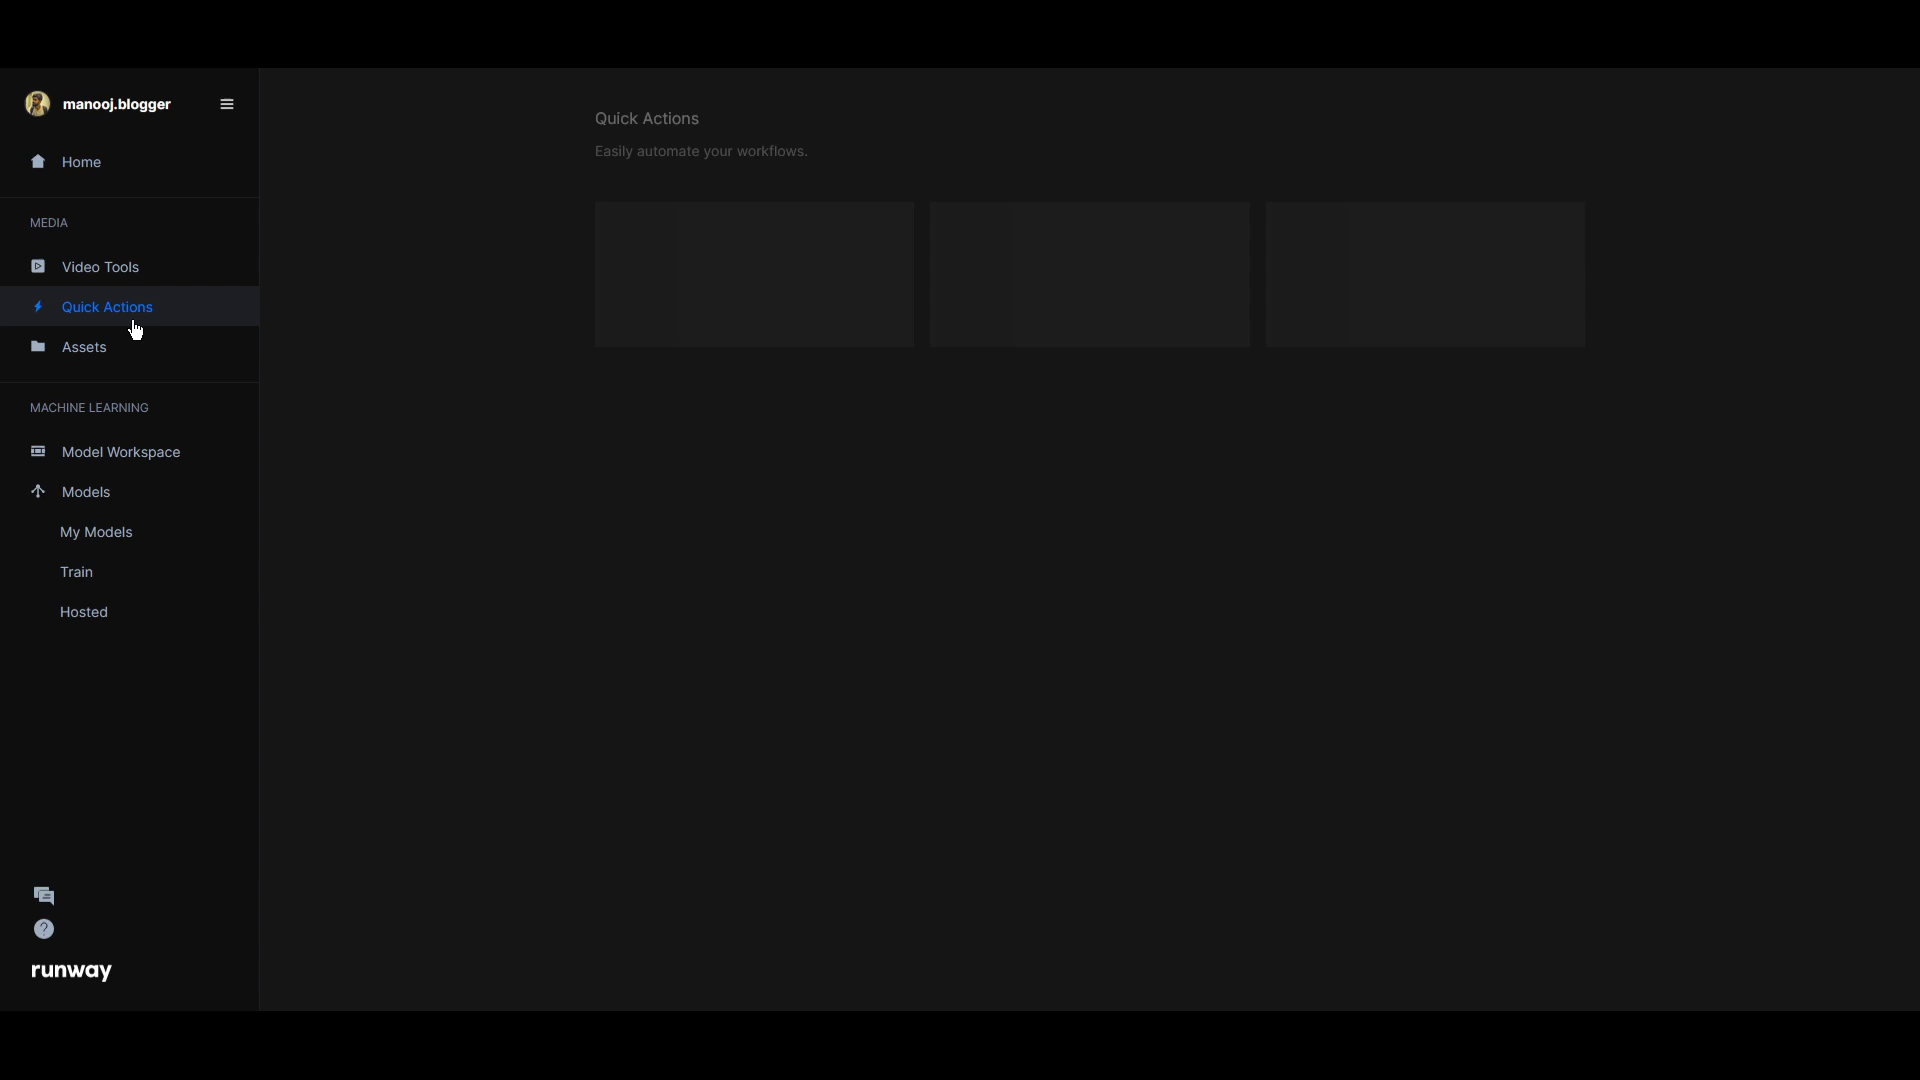 manooj.blogger
Home
MEDIA
Video Tools
Quick Actions
Assets
MACHINE LEARNING
Model Workspace
Models
My Models
Train
Hosted
runway
Quick Actions
Easily automate your workflows.